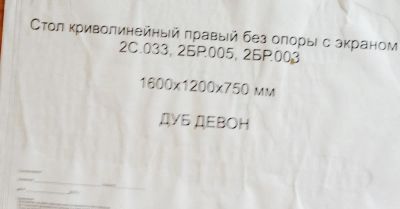 Стол криволинейный правый без опоры с экраном
2С.033, 2БР.005, 2БР.003
1600х1200х750 мм
ДУБ ДЕВОН